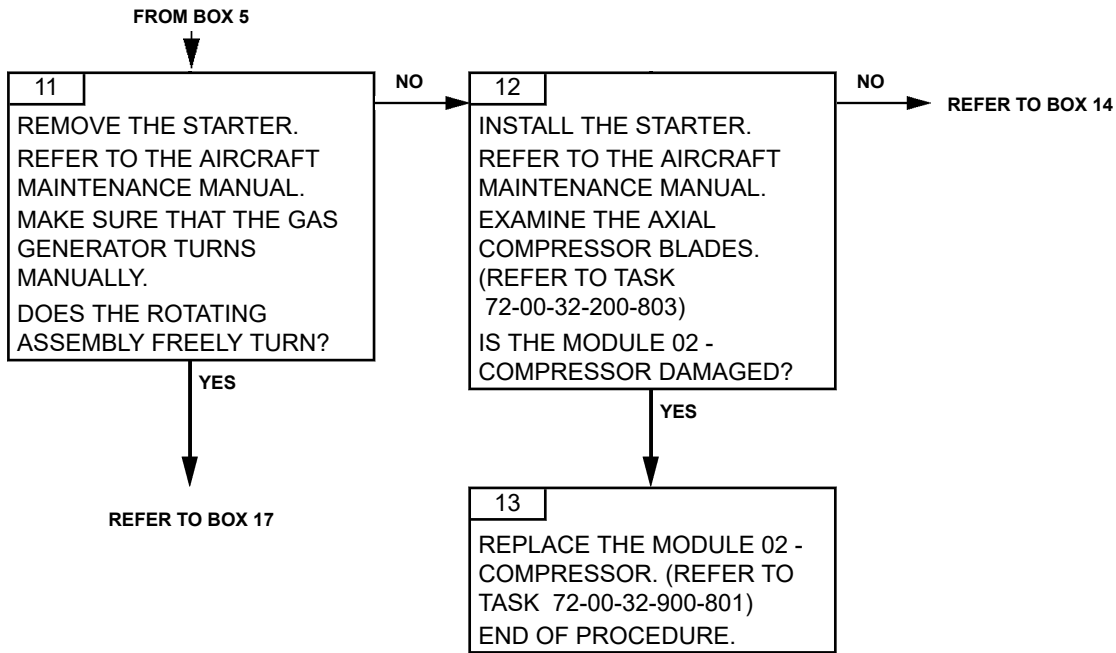 FROM BOX 5
11
REMOVE THE STARTER.
REFER TO THE AIRCRAFT
MAINTENANCE MANUAL.
MAKE SURE THAT THE GAS
GENERATOR TURNS
MANUALLY.
DOES THE ROTATING
ASSEMBLY FREELY TURN?
NO
YES
REFER TO BOX 17
12
INSTALL THE STARTER.
REFER TO THE AIRCRAFT
MAINTENANCE MANUAL.
EXAMINE THE AXIAL
COMPRESSOR BLADES.
(REFER TO TASK
72-00-32-200-803)
IS THE MODULE 02 -
COMPRESSOR DAMAGED?
NO
REFER TO BOX 14
YES
13
REPLACE THE MODULE 02 -
COMPRESSOR. (REFER TO
TASK 72-00-32-900-801)
END OF PROCEDURE.